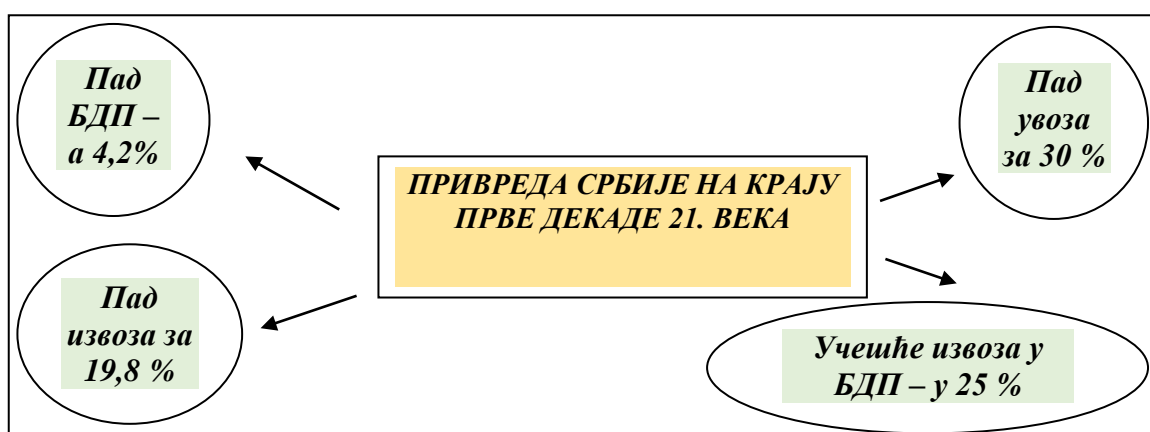 Пад
БДП –
а 4,2%
Пад
увоза
за 30 %
ПРИВРЕДА СРБИЈЕ НА КРАЈУ
ПРВЕ ДЕКАДЕ 21. ВЕКА
Пад
извоза за
19,8 %
Учешће извоза у
БДП – у 25 %